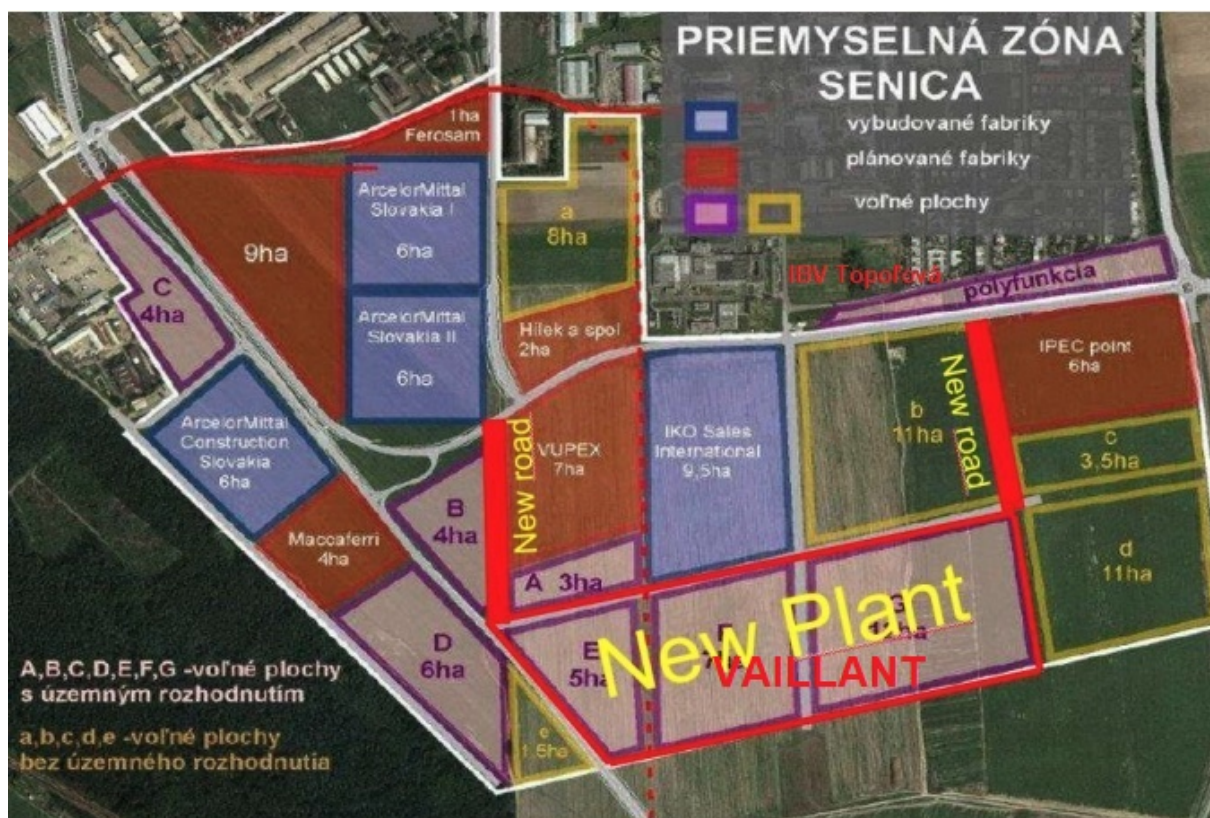 PRIEMYSELNÁ ZÓNA
SENICA
vybudované fabriky
plánované fabriky
voľné plochy
1ha
Ferosam
ArcelorMittal
Slovakia I
6ha
9ha
a
8ha
IBV Topoľová
polyfunkcia
C
4ha
ArcelorMittal
Slovakia II
6ha
Hílek a spol
2ha
IPEC point
6ha
New road
b
11ha
New road
c
3,5ha
ArcelorMittal
Construction
Slovakia
6ha
VUPEX
7ha
IKO Sales
International
9,5ha
B
4ha
Maccaferri
4ha
A 3ha
d
11ha
New Plant
VAILLANT
D
6ha
E
5ha
F
7ha
G
11ha
e
1,5ha
A,B,C,D,E,F,G -voľné plochy
s územným rozhodnutím
a,b,c,d,e -voľné plochy
bez územného rozhodnutia